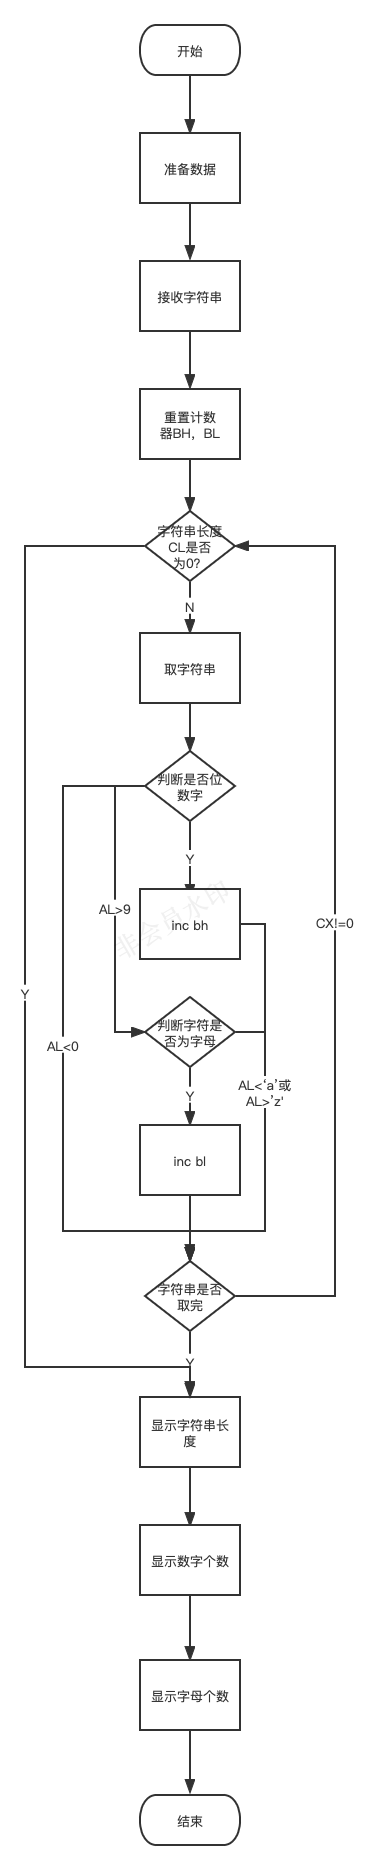 开始
准备数据
接收字符串
重置计数
器BH，BL
字符串长度
CL是否
为0?
N
取字符串
判断是否位
数字
Y
AL>9
inc bh
非会员水印
CX!=0
Y
判断字符是
否为字母
AL<0
Y
AL<‘a’或
AL>’z'
inc bl
字符串是否
取完
Y
显示字符串长
度
显示数字个数
显示字母个数
结束